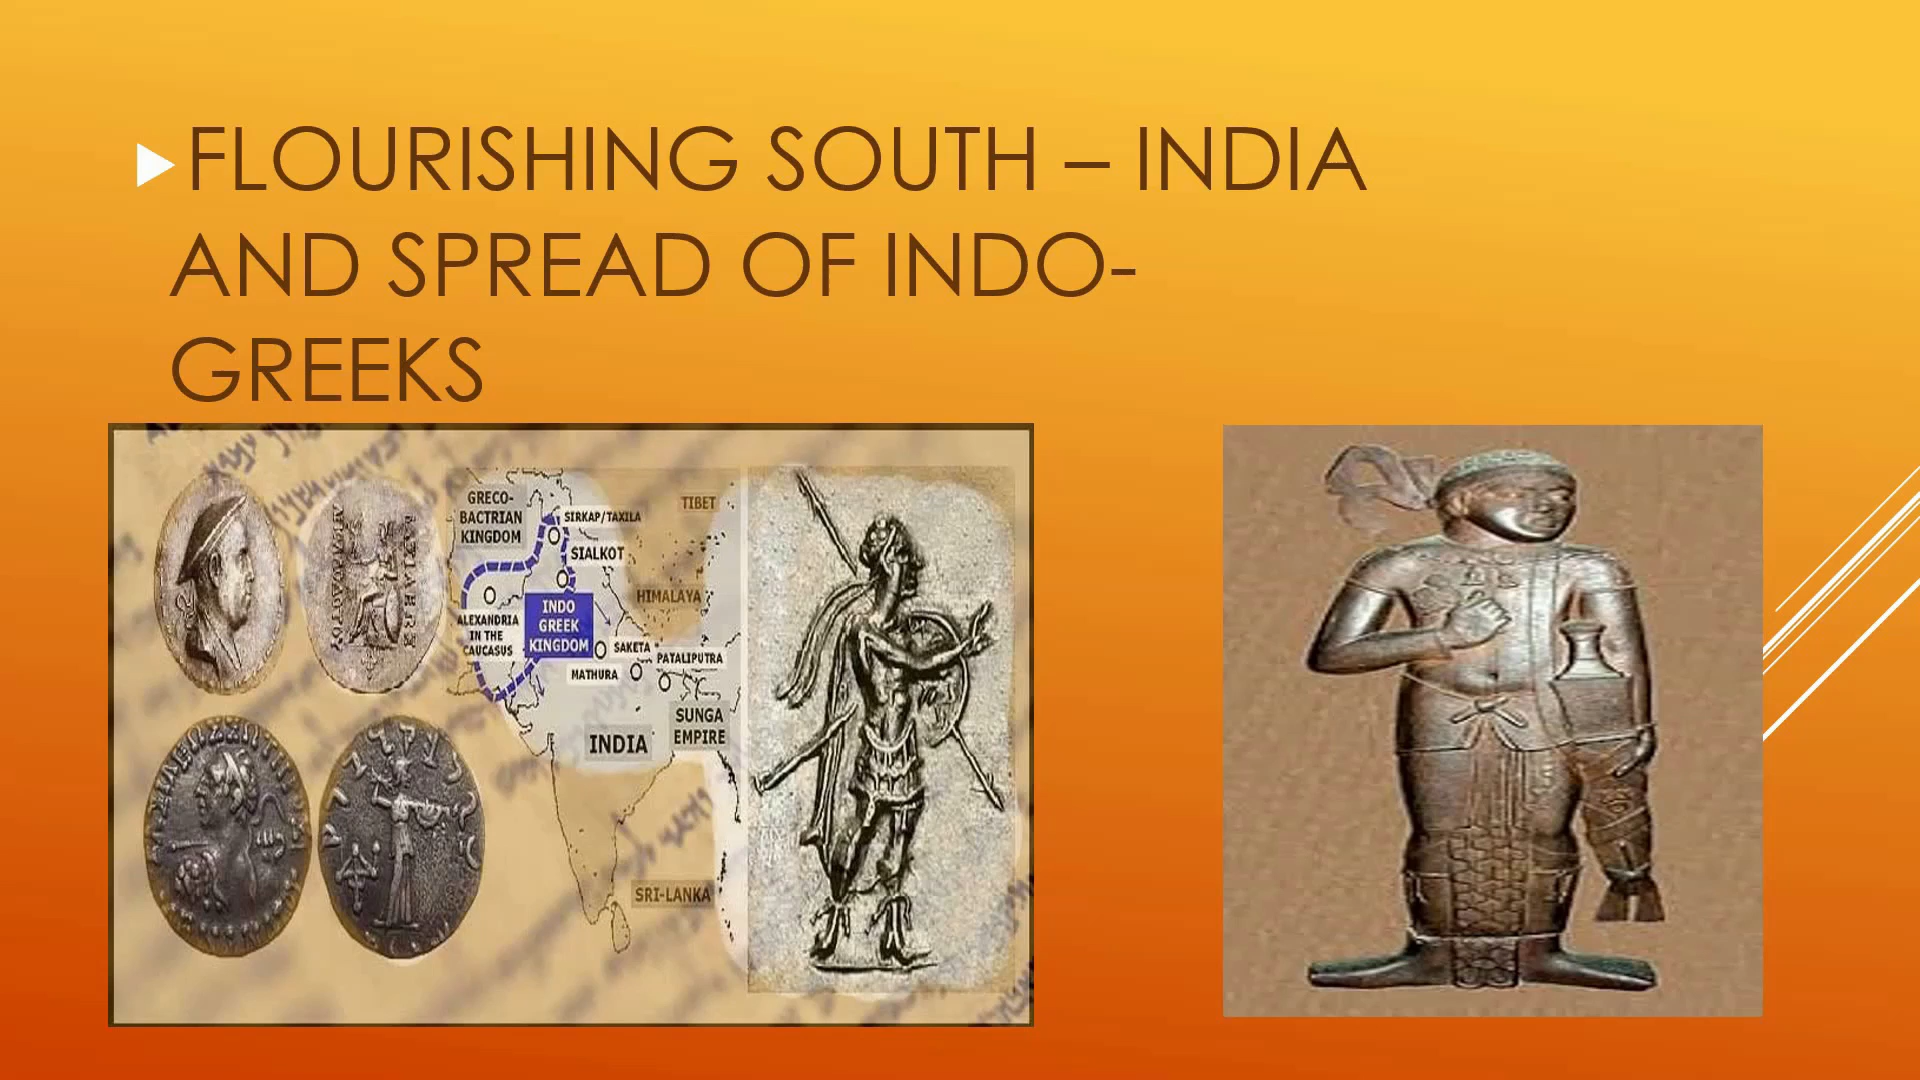 FLOURISHING SOUTH – INDIA
AND SPREAD OF INDO-
GREEKS
GRECO-
BACTRIAN
KINGDOM
TIBET
SIRKAP/TAXILA
SIALKOT
HIMALAYA
INDO
GREEK
KINGDOM
ALEXANDRIA
IN THE
CAUCASUS
SAKETA
PATALIPUTRA
MATHURA
SUNGA
EMPIRE
INDIA
SRI-LANKA